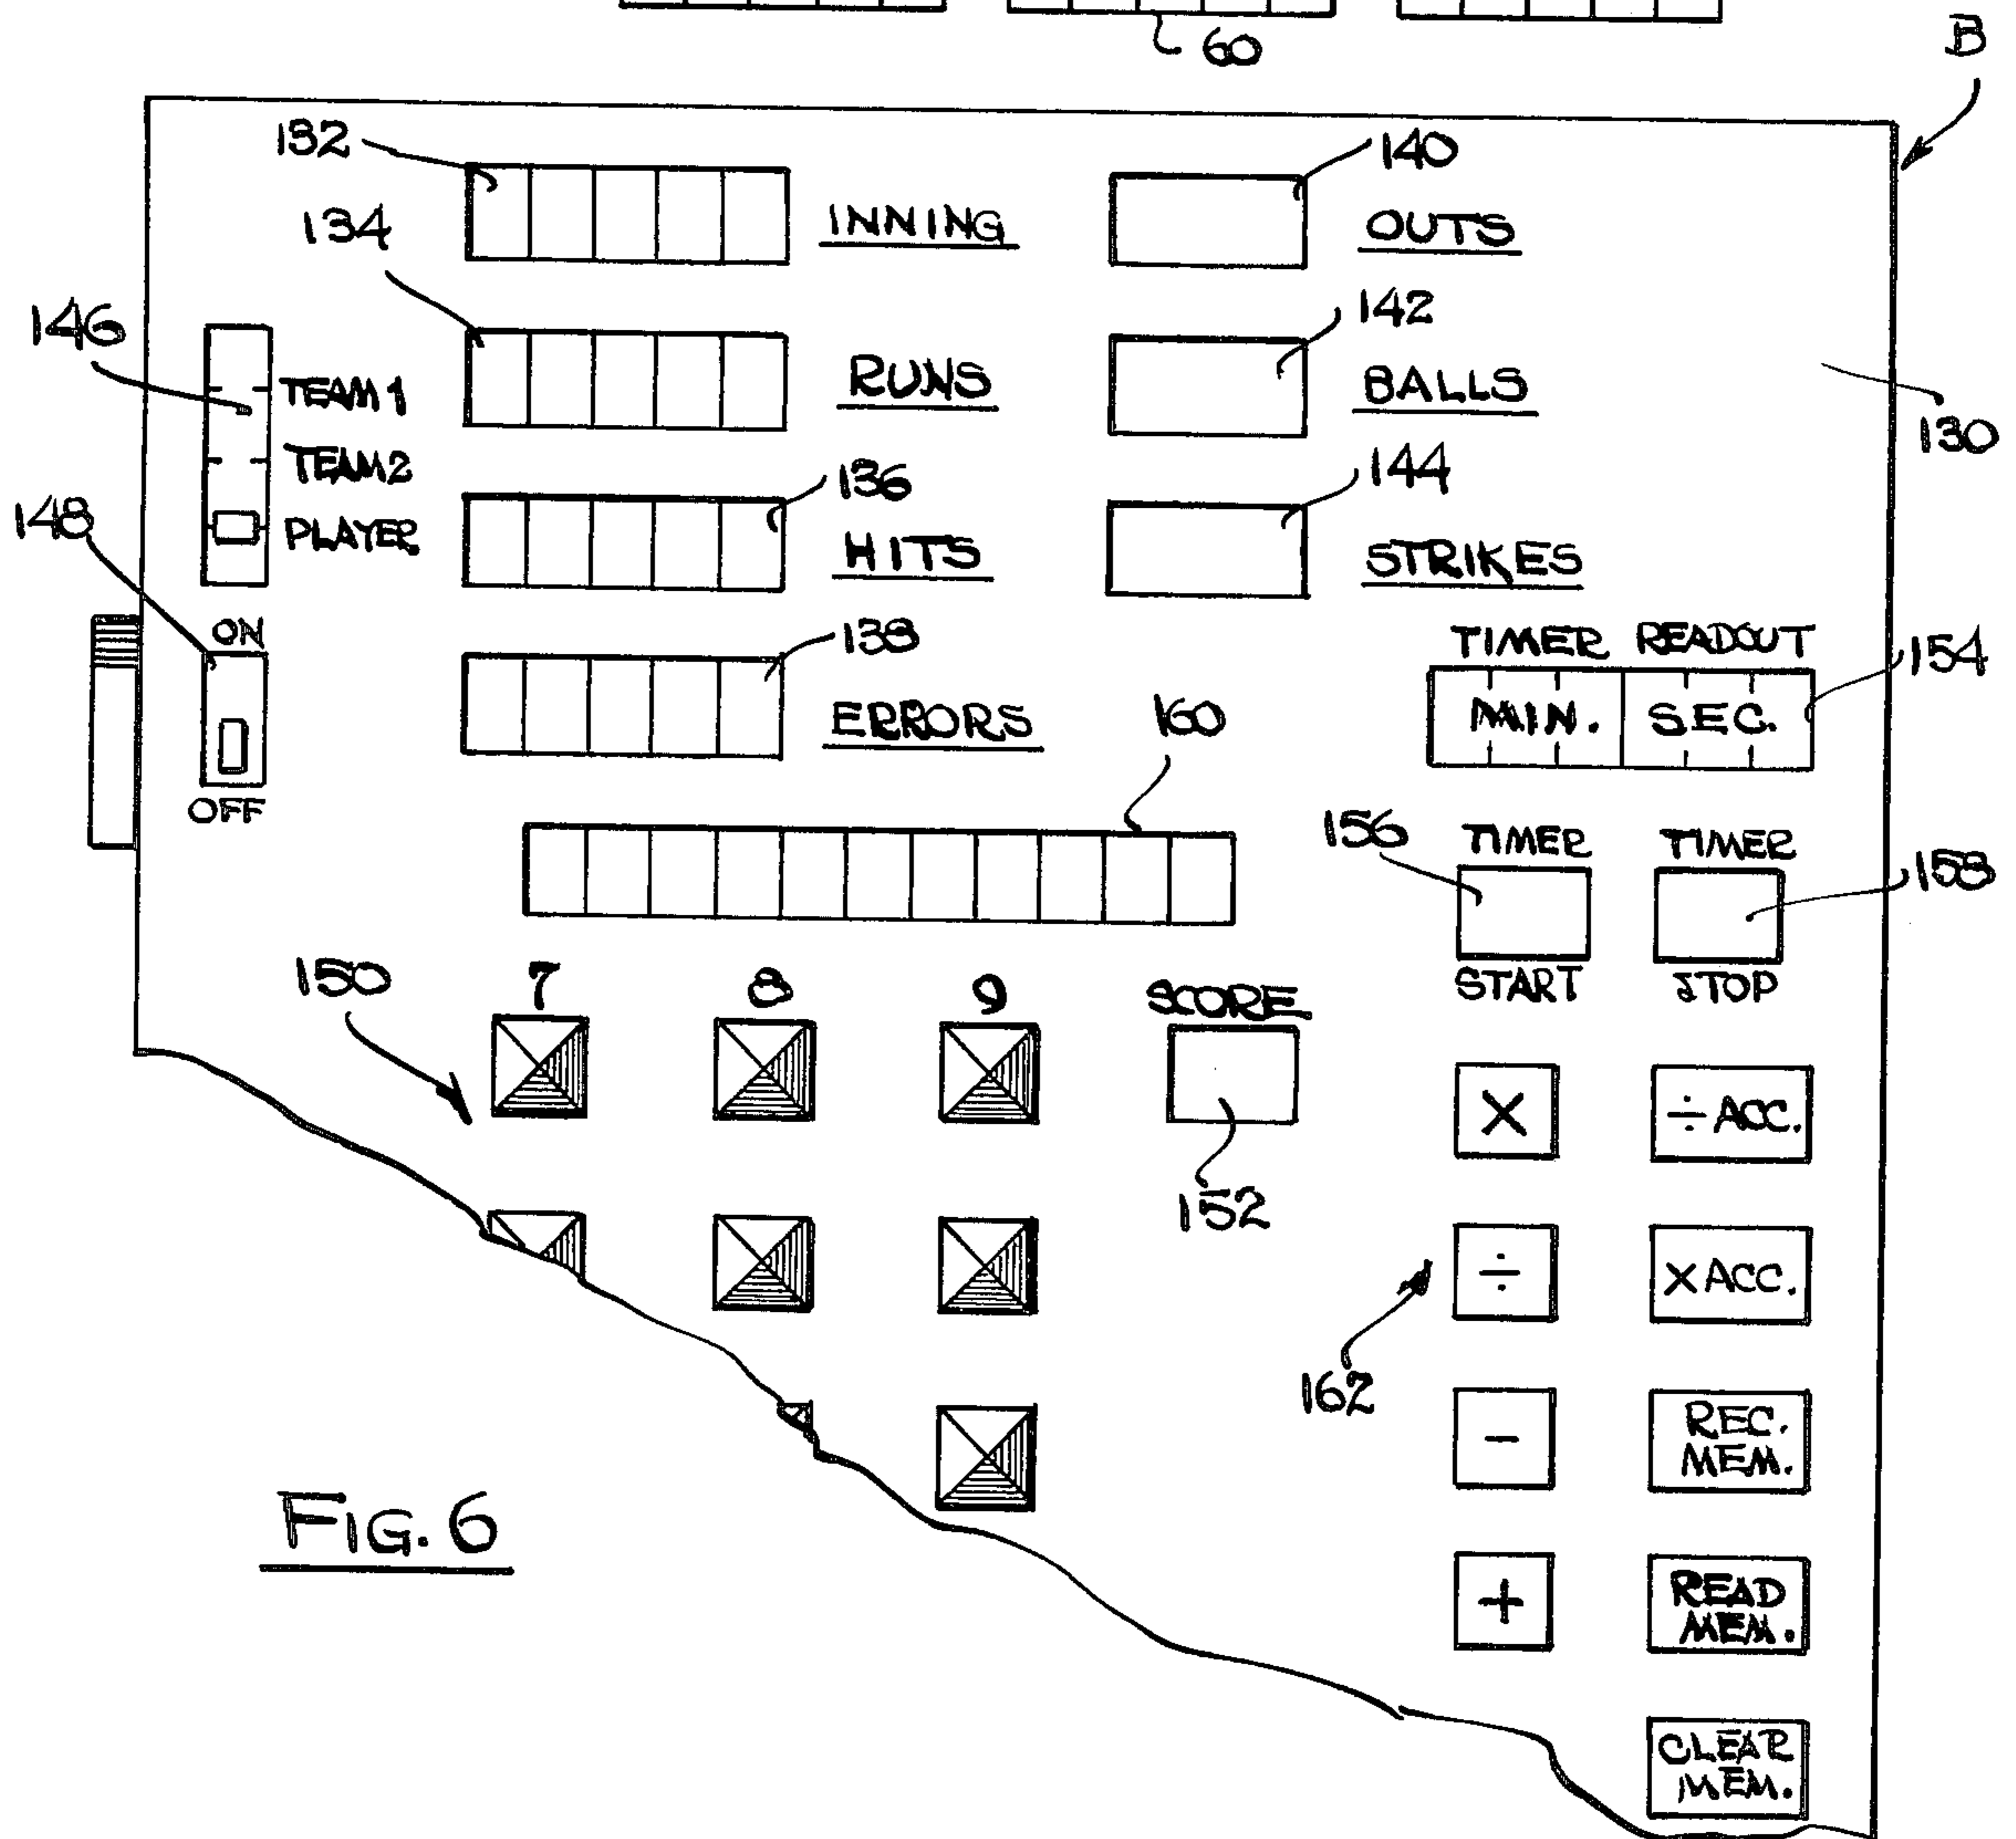 60
B
132
140
INNING
OUTS
134
142
146
TEAM 1
RUNS
BALLS
130
TEAM 2
136
144
148
PLAYER
HITS
STRIKES
ON
138
TIMER READOUT
154
MIN. SEC.
ERRORS
160
OFF
156
TIMER
TIMER
158
START
STOP
150
7
8
9
SCORE
X
÷ ACC.
152
÷
X ACC.
162
-
REC.
MEM.
FIG. 6
+
READ
MEM.
CLEAR
MEM.